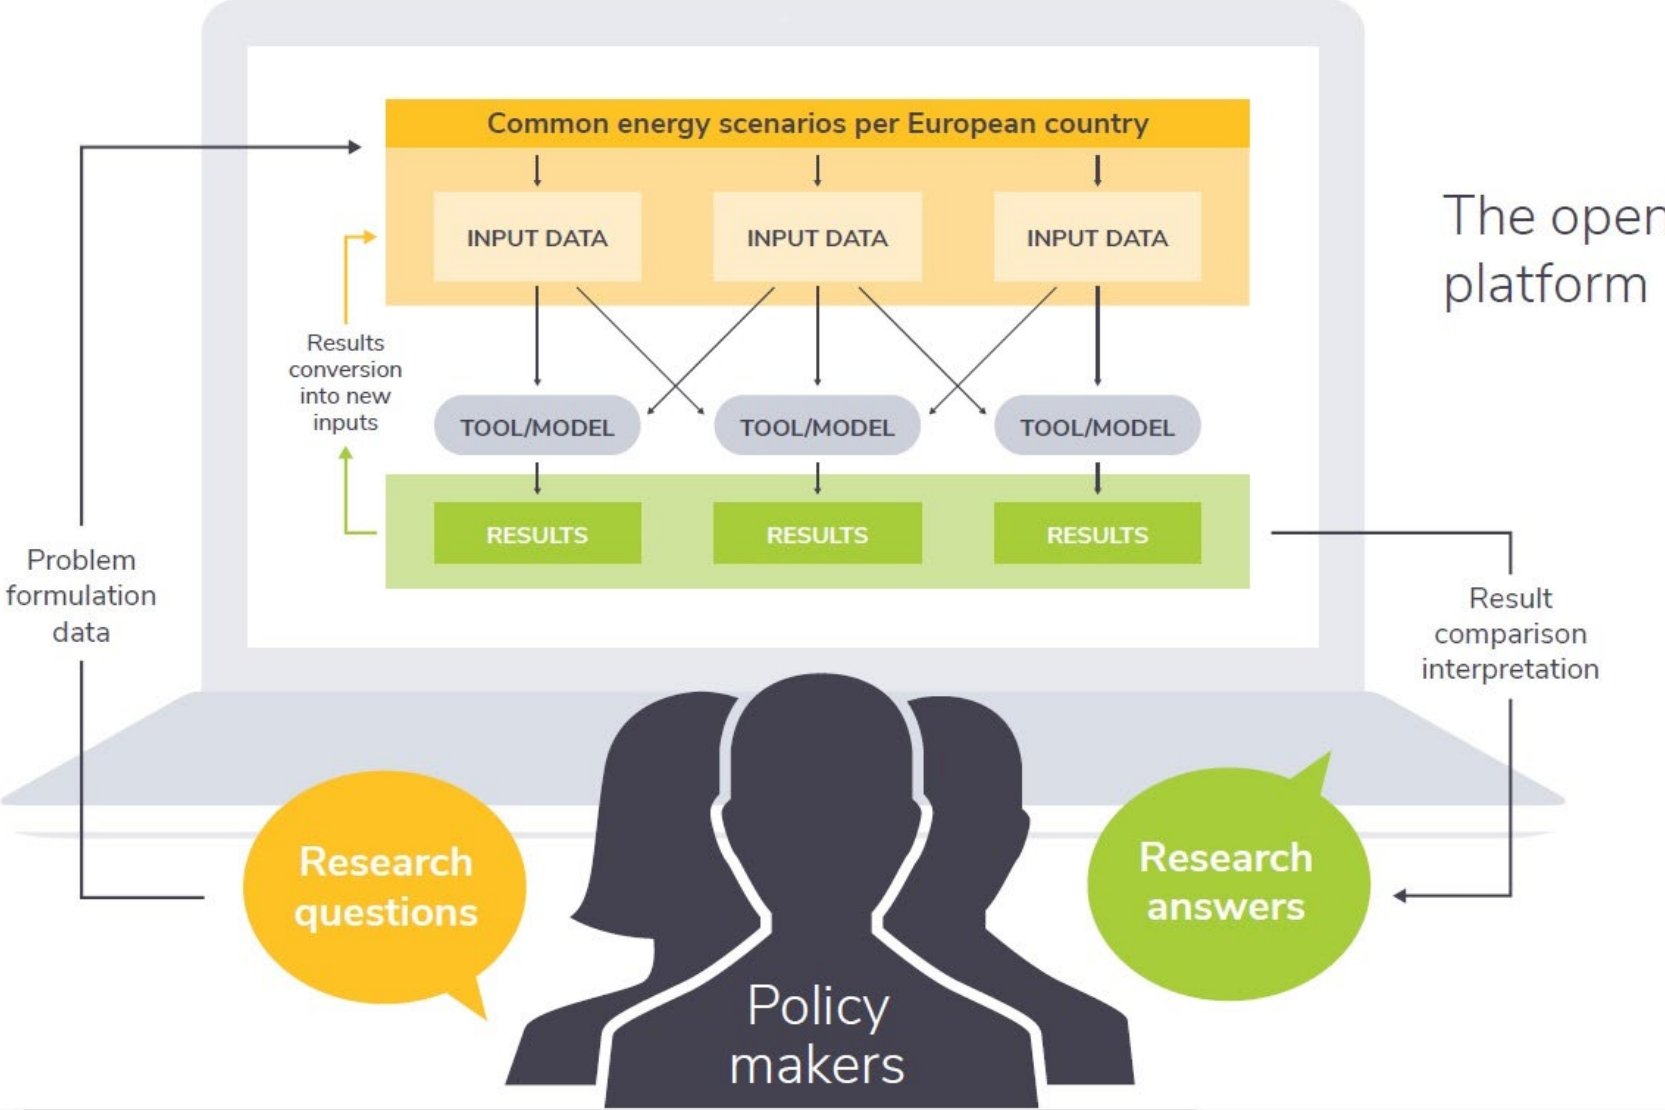 Common energy scenarios per European country
INPUT DATA
INPUT DATA
INPUT DATA
The open
platform
Results
conversion
into new
inputs
TOOL/MODEL
TOOL/MODEL
TOOL/MODEL
RESULTS
RESULTS
RESULTS
Problem
formulation
data
Result
comparison
interpretation
Research
questions
Research
answers
Policy
makers